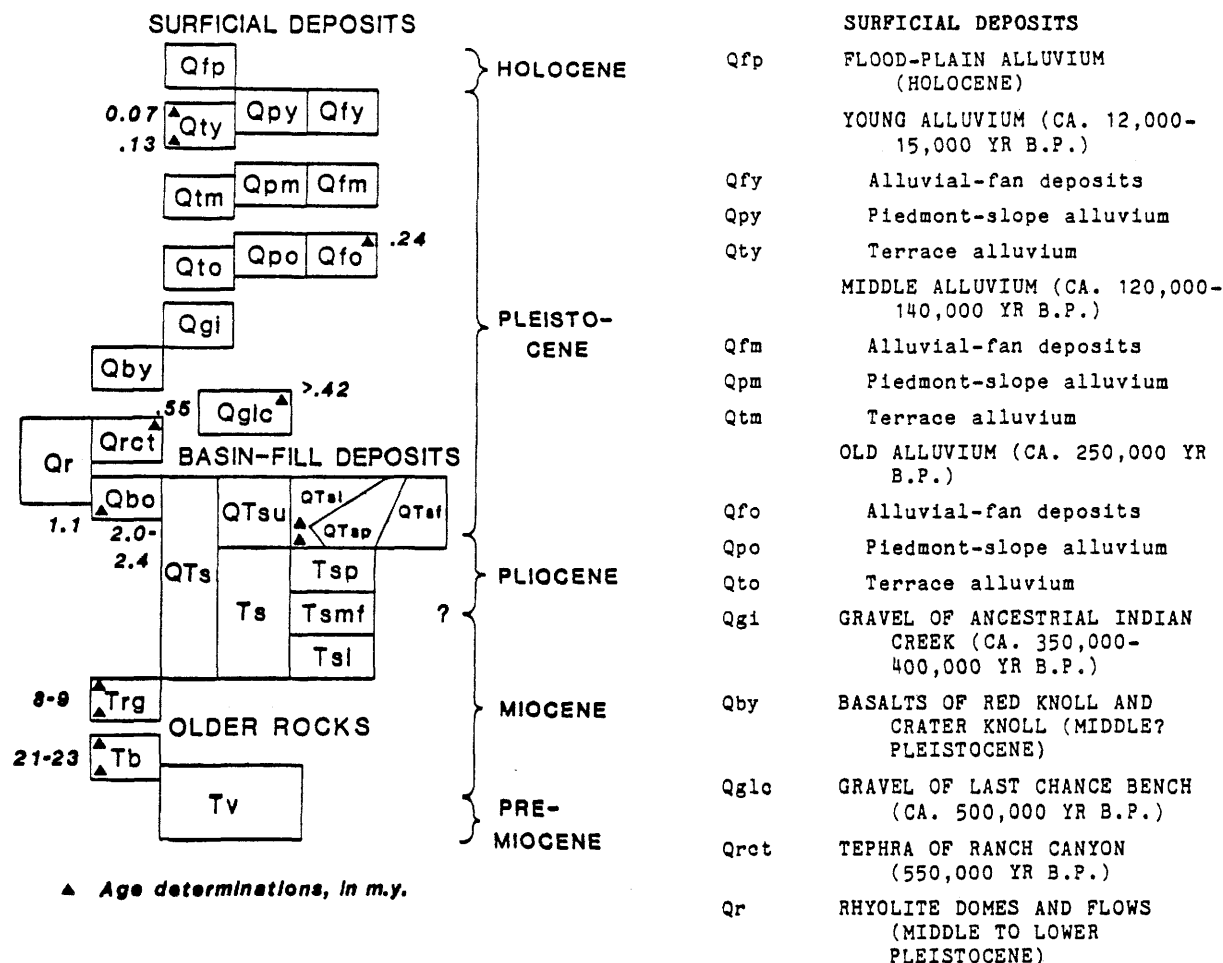 SURFICIAL DEPOSITS
Qfp
HOLOCENE
0.07
.13
Qty
Qpy
Qfy
Qtm
Qpm
Qfm
Qto
Qpo
Qfo
.24
Qgi
PLEISTO-
CENE
Qby
>.42
.55
Qglc
Qr
Qrct
BASIN-FILL DEPOSITS
Qbo
1.1
2.0-
2.4
QTs
QTsu
QTsl
QTsp
QTsf
Ts
Tsp
PLIOCENE
Tsmf
?
Tsl
8-9
Trg
MIOCENE
OLDER ROCKS
21-23
Tb
Tv
PRE-
MIOCENE
▲ Age determinations, in m.y.
SURFICIAL DEPOSITS
Qfp FLOOD-PLAIN ALLUVIUM
(HOLOCENE)
YOUNG ALLUVIUM (CA. 12,000-
15,000 YR B.P.)
Qfy Alluvial-fan deposits
Qpy Piedmont-slope alluvium
Qty Terrace alluvium
MIDDLE ALLUVIUM (CA. 120,000-
140,000 YR B.P.)
Qfm Alluvial-fan deposits
Qpm Piedmont-slope alluvium
Qtm Terrace alluvium
OLD ALLUVIUM (CA. 250,000 YR
B.P.)
Qfo Alluvial-fan deposits
Qpo Piedmont-slope alluvium
Qto Terrace alluvium
Qgi GRAVEL OF ANCESTRIAL INDIAN
CREEK (CA. 350,000-
400,000 YR B.P.)
Qby BASALTS OF RED KNOLL AND
CRATER KNOLL (MIDDLE?
PLEISTOCENE)
Qglc GRAVEL OF LAST CHANCE BENCH
(CA. 500,000 YR B.P.)
Qrct TEPHRA OF RANCH CANYON
(550,000 YR B.P.)
Qr RHYOLITE DOMES AND FLOWS
(MIDDLE TO LOWER
PLEISTOCENE)